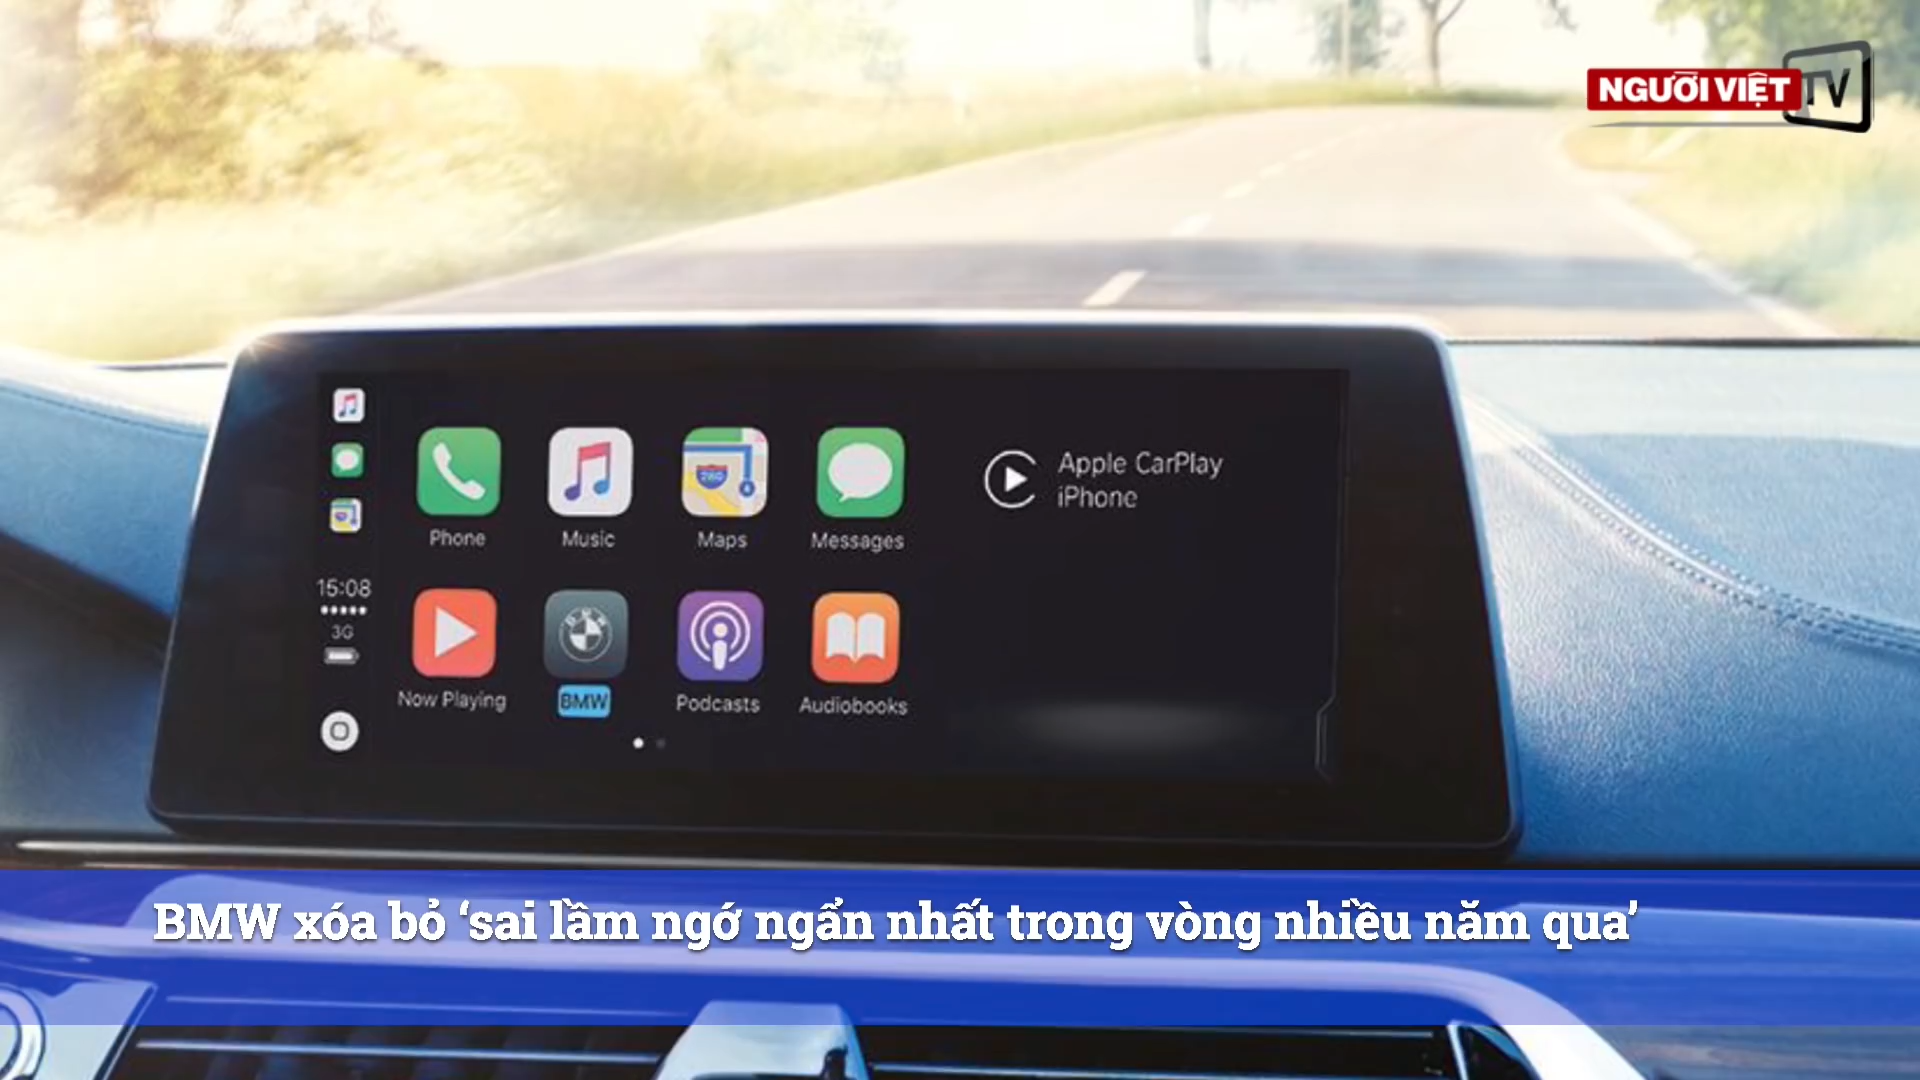 NGƯỜI VIỆT TV
Apple CarPlay
iPhone
Phone
Music
Maps
Messages
15:08
3G
Now Playing
BMW
Podcasts
Audiobooks
BMW xóa bỏ ‘sai lầm ngớ ngẩn nhất trong vòng nhiều năm qua’